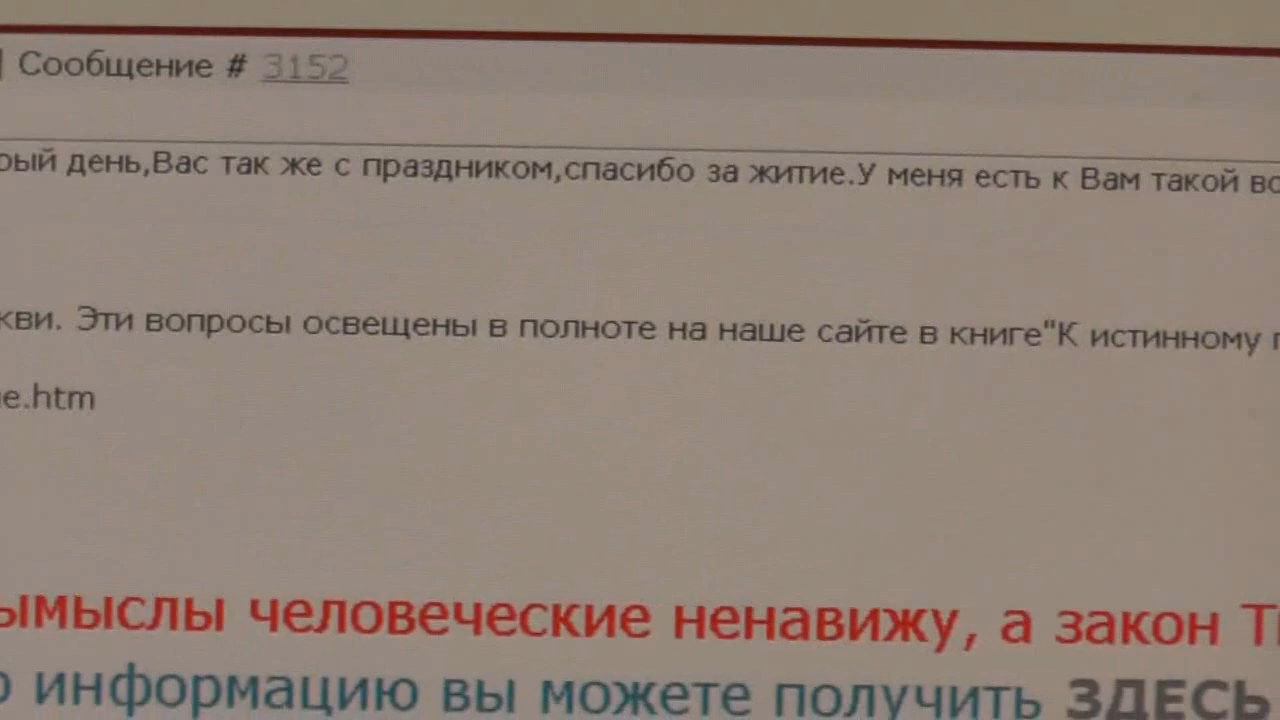 Сообщение # 3152
рый день,Вас так же с праздником,спасибо за житие.У меня есть к Вам такой во
кви. Эти вопросы освещены в полноте на наше сайте в книге"К истинному
e.htm
ымыслы человеческие ненавижу, а закон
информацию вы можете получить ЗДЕСЬ